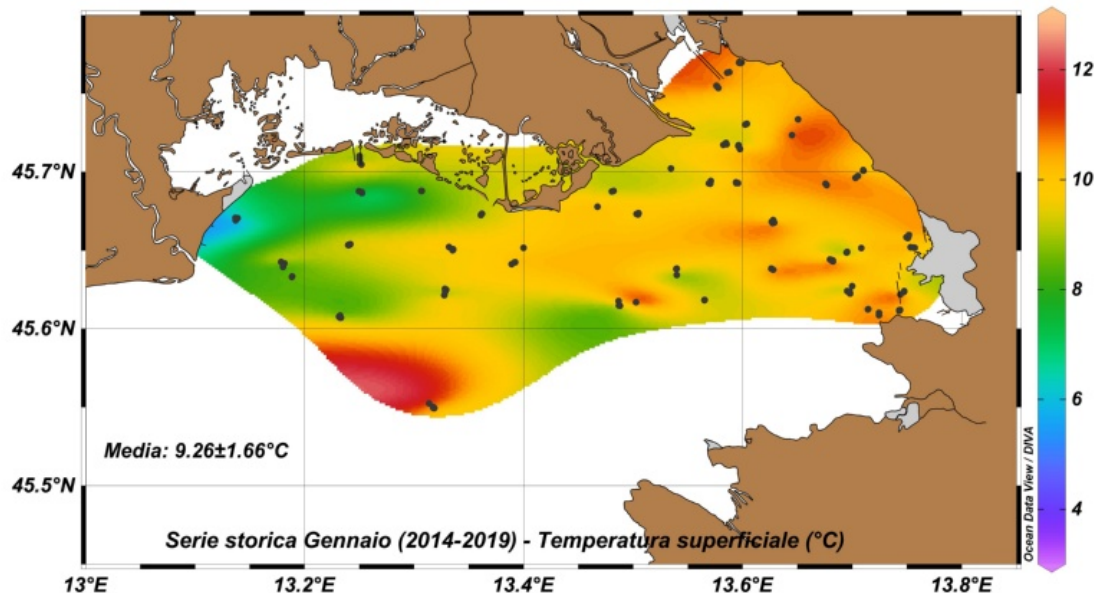 12
10
8
6
4
45.7°N
45.6°N
45.5°N
Media: 9.26±1.66°C
Serie storica Gennaio (2014-2019) - Temperatura superficiale (°C)
Ocean Data View / DIVA
13°E
13.2°E
13.4°E
13.6°E
13.8°E